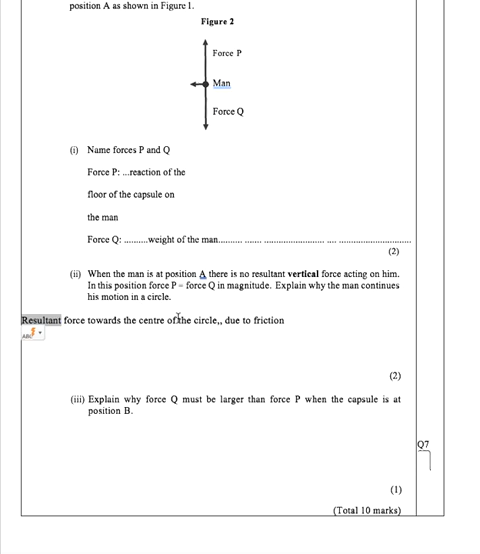 position A as shown in Figure 1.
Figure 2
Force P
Man
Force Q
(i) Name forces P and Q
Force P: ...reaction of the
floor of the capsule on
the man
Force Q: ..........weight of the man.......... ....... ......................... .... ..............................
(2)
(ii) When the man is at position A there is no resultant vertical force acting on him.
In this position force P = force Q in magnitude. Explain why the man continues
his motion in a circle.
Resultant force towards the centre of the circle,, due to friction
ABC
(2)
(iii) Explain why force Q must be larger than force P when the capsule is at
position B.
Q7
(1)
(Total 10 marks)